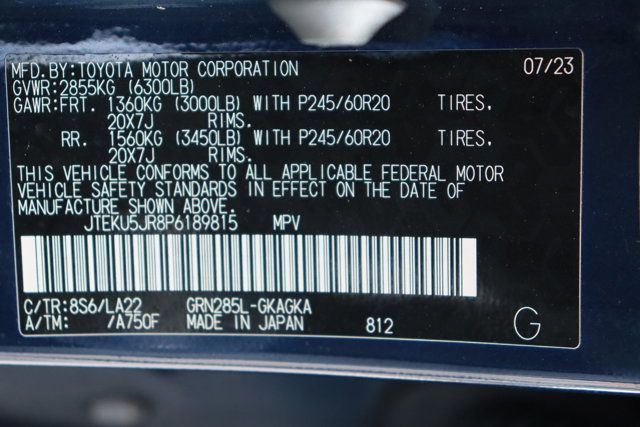 MFD.BY:TOYOTA MOTOR CORPORATION 07/23
GVWR:2855KG (6300LB)
GAWR:FRT. 1360KG (3000LB) WITH P245/60R20 TIRES.
20X7J RIMS.
RR. 1560KG (3450LB) WITH P245/60R20 TIRES.
20X7J RIMS.
THIS VEHICLE CONFORMS TO ALL APPLICABLE FEDERAL MOTOR
VEHICLE SAFETY STANDARDS IN EFFECT ON THE DATE OF
MANUFACTURE SHOWN ABOVE.
JTEKU5JR8P6189815 MPV
C/TR:8S6/LA22 GRN285L-GKAGKA
A/TM: /A750F MADE IN JAPAN 812 G